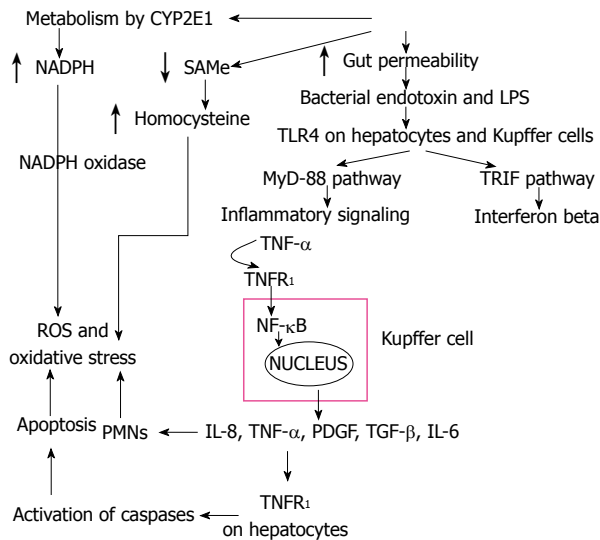 Metabolism by CYP2E1
NADPH
SAMe
Gut permeability
Homocysteine
Bacterial endotoxin and LPS
TLR4 on hepatocytes and Kupffer cells
NADPH oxidase
MyD-88 pathway
TRIF pathway
Inflammatory signaling
Interferon beta
TNF-α
TNFR1
NF-κB
Kupffer cell
NUCLEUS
ROS and
oxidative stress
Apoptosis
PMNs
IL-8, TNF-α, PDGF, TGF-β, IL-6
TNFR1
on hepatocytes
Activation of caspases